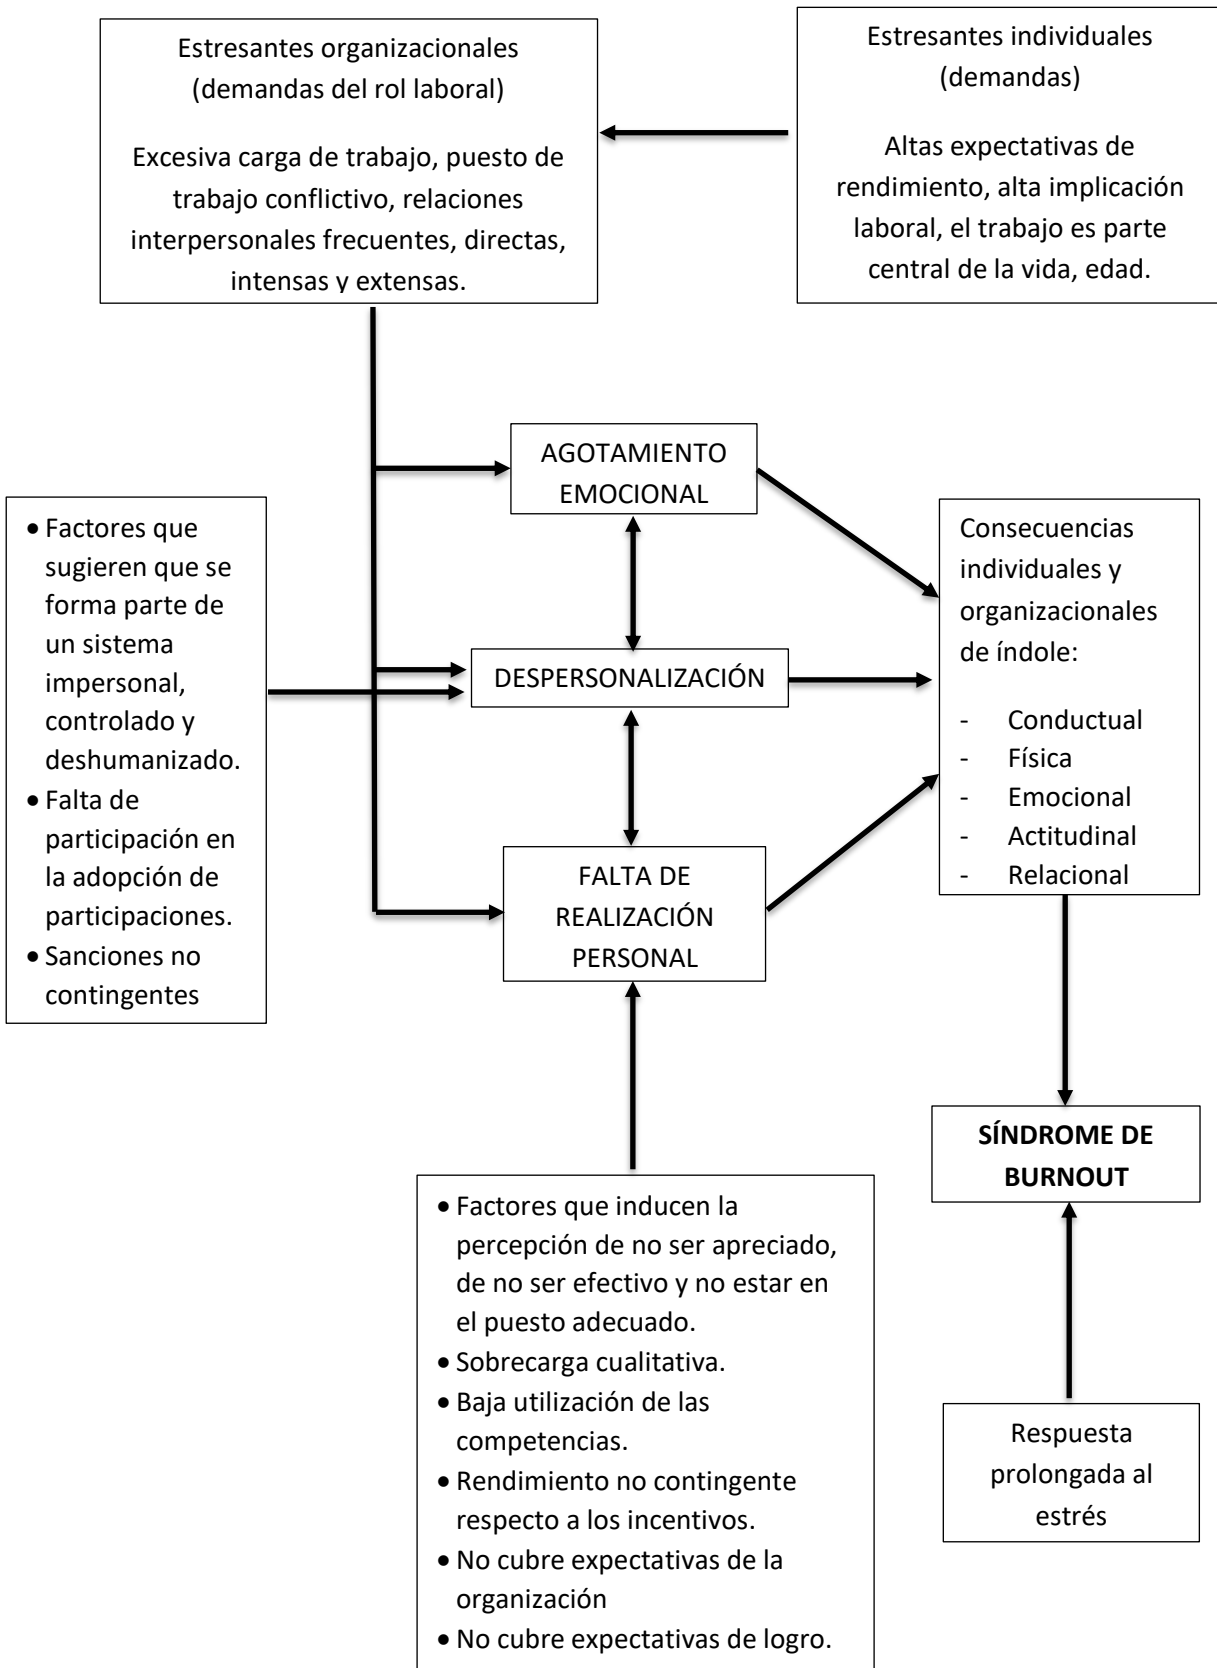 Estresantes organizacionales
(demandas del rol laboral)
Excesiva carga de trabajo, puesto de
trabajo conflictivo, relaciones
interpersonales frecuentes, directas,
intensas y extensas.
Estresantes individuales
(demandas)
Altas expectativas de
rendimiento, alta implicación
laboral, el trabajo es parte
central de la vida, edad.
AGOTAMIENTO
EMOCIONAL
• Factores que
sugieren que se
forma parte de
un sistema
impersonal,
controlado y
deshumanizado.
• Falta de
participación en
la adopción de
participaciones.
• Sanciones no
contingentes
DESPERSONALIZACIÓN
FALTA DE
REALIZACIÓN
PERSONAL
Consecuencias
individuales y
organizacionales
de índole:
- Conductual
- Física
- Emocional
- Actitudinal
- Relacional
SÍNDROME DE
BURNOUT
• Factores que inducen la
percepción de no ser apreciado,
de no ser efectivo y no estar en
el puesto adecuado.
• Sobrecarga cualitativa.
• Baja utilización de las
competencias.
• Rendimiento no contingente
respecto a los incentivos.
• No cubre expectativas de la
organización
• No cubre expectativas de logro.
Respuesta
prolongada al
estrés